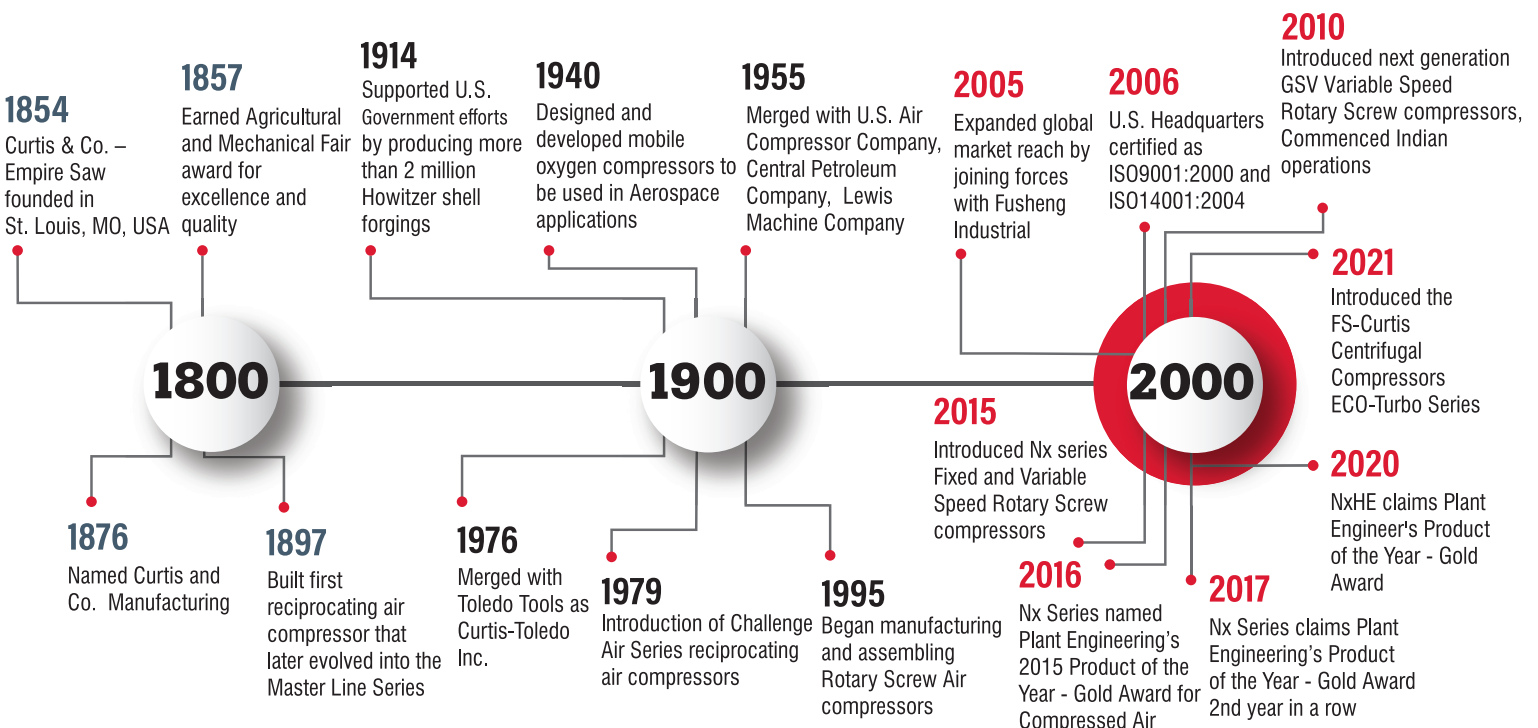 1854
Curtis & Co. –
Empire Saw
founded in
St. Louis, MO, USA
1857
Earned Agricultural
and Mechanical Fair
award for
excellence and
quality
1914
Supported U.S.
Government efforts
by producing more
than 2 million
Howitzer shell
forgings
1940
Designed and
developed mobile
oxygen compressors to
be used in Aerospace
applications
1955
Merged with U.S. Air
Compressor Company,
Central Petroleum
Company, Lewis
Machine Company
2005
Expanded global
market reach by
joining forces
with Fusheng
Industrial
2006
U.S. Headquarters
certified as
ISO9001:2000 and
ISO14001:2004
2010
Introduced next generation
GSV Variable Speed
Rotary Screw compressors,
Commenced Indian
operations
2021
Introduced the
FS-Curtis
Centrifugal
Compressors
ECO-Turbo Series
1800
1900
2000
1876
Named Curtis and
Co. Manufacturing
1897
Built first
reciprocating air
compressor that
later evolved into the
Master Line Series
1976
Merged with
Toledo Tools as
Curtis-Toledo
Inc.
1979
Introduction of Challenge
Air Series reciprocating
air compressors
1995
Began manufacturing
and assembling
Rotary Screw Air
compressors
2015
Introduced Nx series
Fixed and Variable
Speed Rotary Screw
compressors
2016
Nx Series named
Plant Engineering’s
2015 Product of the
Year - Gold Award for
Compressed Air
2017
Nx Series claims Plant
Engineering’s Product
of the Year - Gold Award
2nd year in a row
2020
NxHE claims Plant
Engineer's Product
of the Year - Gold
Award